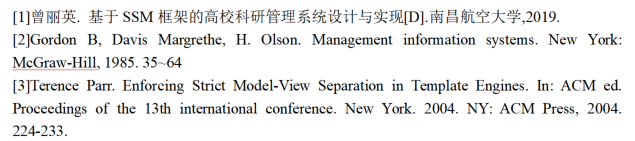 [1]曾丽英. 基于 SSM 框架的高校科研管理系统设计与实现[D].南昌航空大学,2019.
[2]Gordon B, Davis Margrethe, H. Olson. Management information systems. New York:
McGraw-Hill, 1985. 35~64
[3]Terence Parr. Enforcing Strict Model-View Separation in Template Engines. In: ACM ed.
Proceedings of the 13th international conference. New York. 2004. NY: ACM Press, 2004.
224-233.